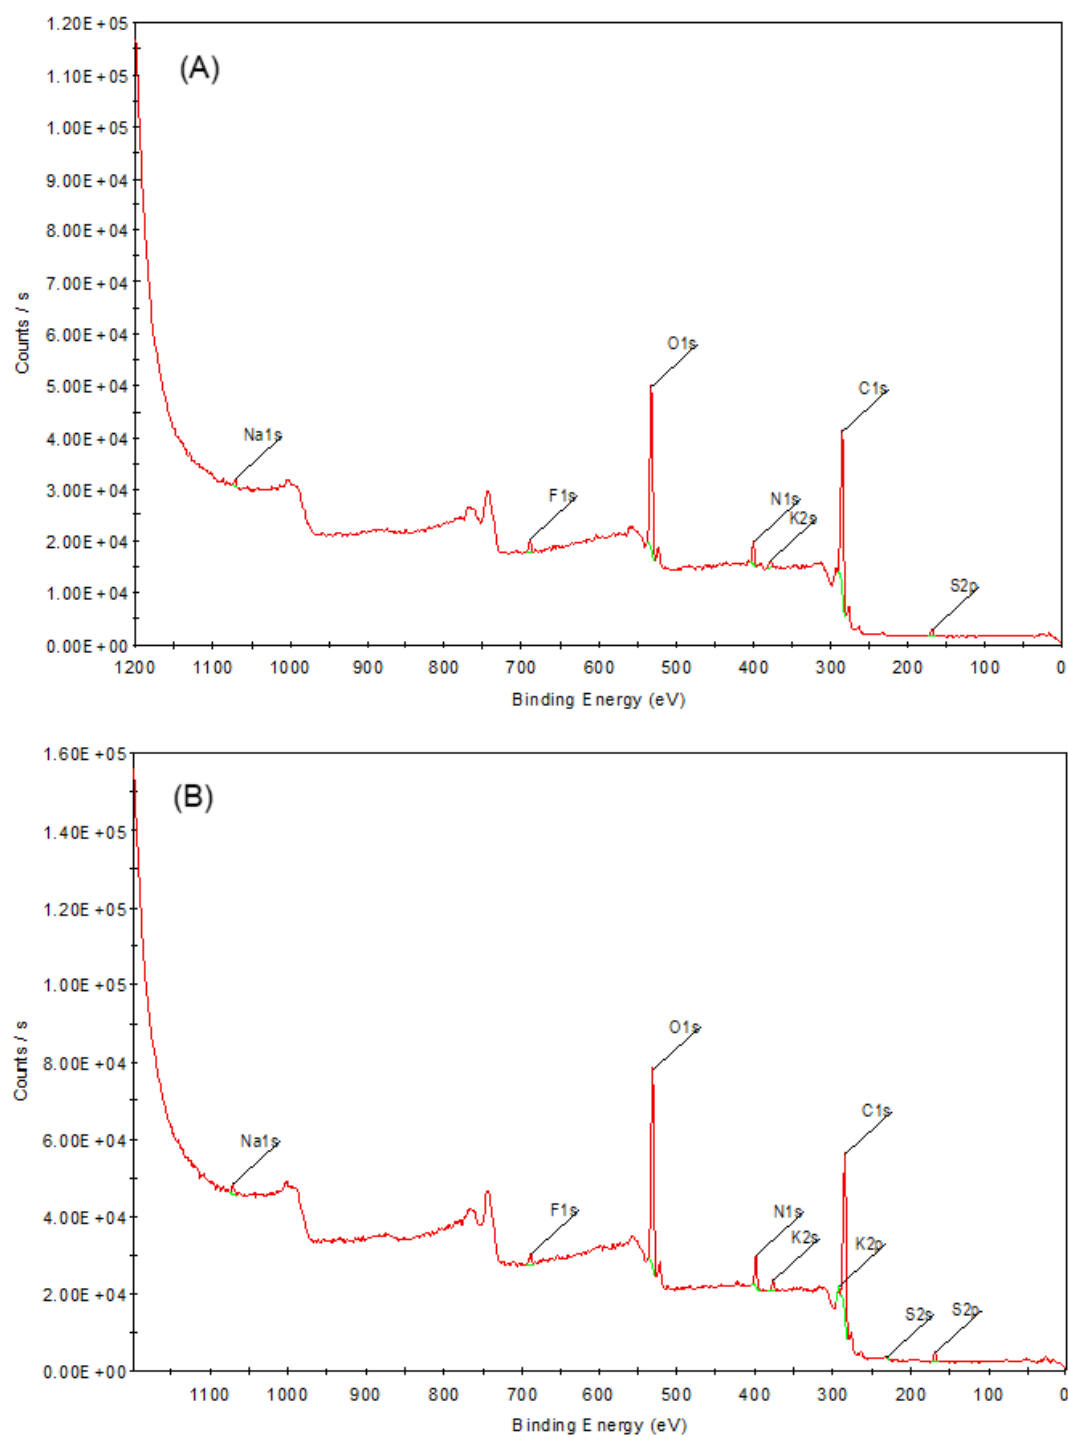 (A)
1.20E+05
1.10E+05
1.00E+05
9.00E+04
8.00E+04
7.00E+04
6.00E+04
5.00E+04
4.00E+04
3.00E+04
2.00E+04
1.00E+04
0.00E+00
Counts / s
Na1s
F1s
O1s
N1s
K2s
C1s
S2p
1200 1100 1000 900 800 700 600 500 400 300 200 100 0
Binding Energy (eV)
(B)
1.60E+05
1.40E+05
1.20E+05
1.00E+05
8.00E+04
6.00E+04
4.00E+04
2.00E+04
0.00E+00
Counts / s
Na1s
F1s
O1s
N1s
K2s
C1s
K2p
S2s
S2p
1100 1000 900 800 700 600 500 400 300 200 100 0
Binding Energy (eV)